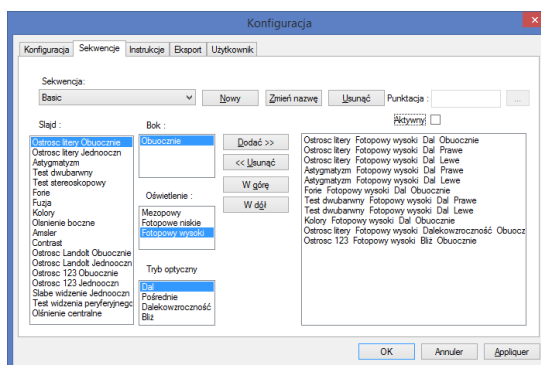 Konfiguracja
Konfiguracja Sekwencje Instrukcje Eksport Użytkownik
Sekwencja:
Basic Nowy Zmień nazwę Usunąć Punktacja : ...
Aktywny
Slajd :
Ostrosc litery Obuocznie
Ostrosc litery Jednooczn
Astygmatyzm
Test dwubarwny
Test stereoskopowy
Forie
Fuzja
Kolory
Olsnienie boczne
Amsler
Contrast
Ostrosc Landolt Obuocznie
Ostrosc Landolt Jednooczn
Ostrosc 123 Obuocznie
Ostrosc 123 Jednooczn
Slabe widzenie Jednooczn
Test widzenia peryferyjnegc
Olśnienie centralne
Bok :
Obuocznie
Oświetlenie :
Mezopowy
Fotopowe niskie
Fotopowy wysoki
Tryb optyczny
Dal
Pośrednie
Dalekowzroczność
Bliż
Dodać >>
<< Usunąć
W górę
W dół
Ostrosc litery Fotopowy wysoki Dal Obuocznie
Ostrosc litery Fotopowy wysoki Dal Prawe
Ostrosc litery Fotopowy wysoki Dal Lewe
Astygmatyzm Fotopowy wysoki Dal Prawe
Astygmatyzm Fotopowy wysoki Dal Lewe
Forie Fotopowy wysoki Dal Obuocznie
Test dwubarwny Fotopowy wysoki Dal Prawe
Test dwubarwny Fotopowy wysoki Dal Lewe
Kolory Fotopowy wysoki Dal Obuocznie
Ostrosc litery Fotopowy wysoki Dalekowzroczność Obuocz
Ostrosc 123 Fotopowy wysoki Bliż Obuocznie
OK Annuler Appliquer